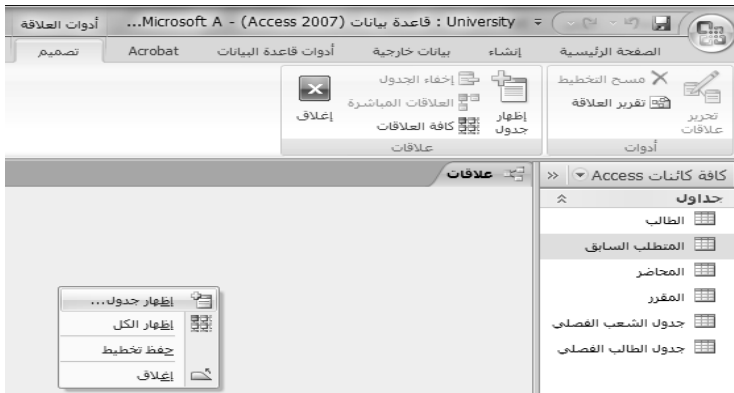 University : قاعدة بيانات (Access 2007) - Microsoft A...
أدوات العلاقة
الصفحة الرئيسية
إنشاء
بيانات خارجية
أدوات قاعدة البيانات
Acrobat
تصميم
تحرير علاقات
مسح التخطيط
تقرير العلاقة
أدوات
إظهار جدول
إخفاء الجدول
العلاقات المباشرة
كافة العلاقات
إغلاق
علاقات
كافة كائنات Access
علاقات
جداول
الطالب
المتطلب السابق
المحاضر
المقرر
جدول الشعب الفصلي
جدول الطالب الفصلي
إظهار جدول...
إظهار الكل
حفظ تخطيط
إغلاق